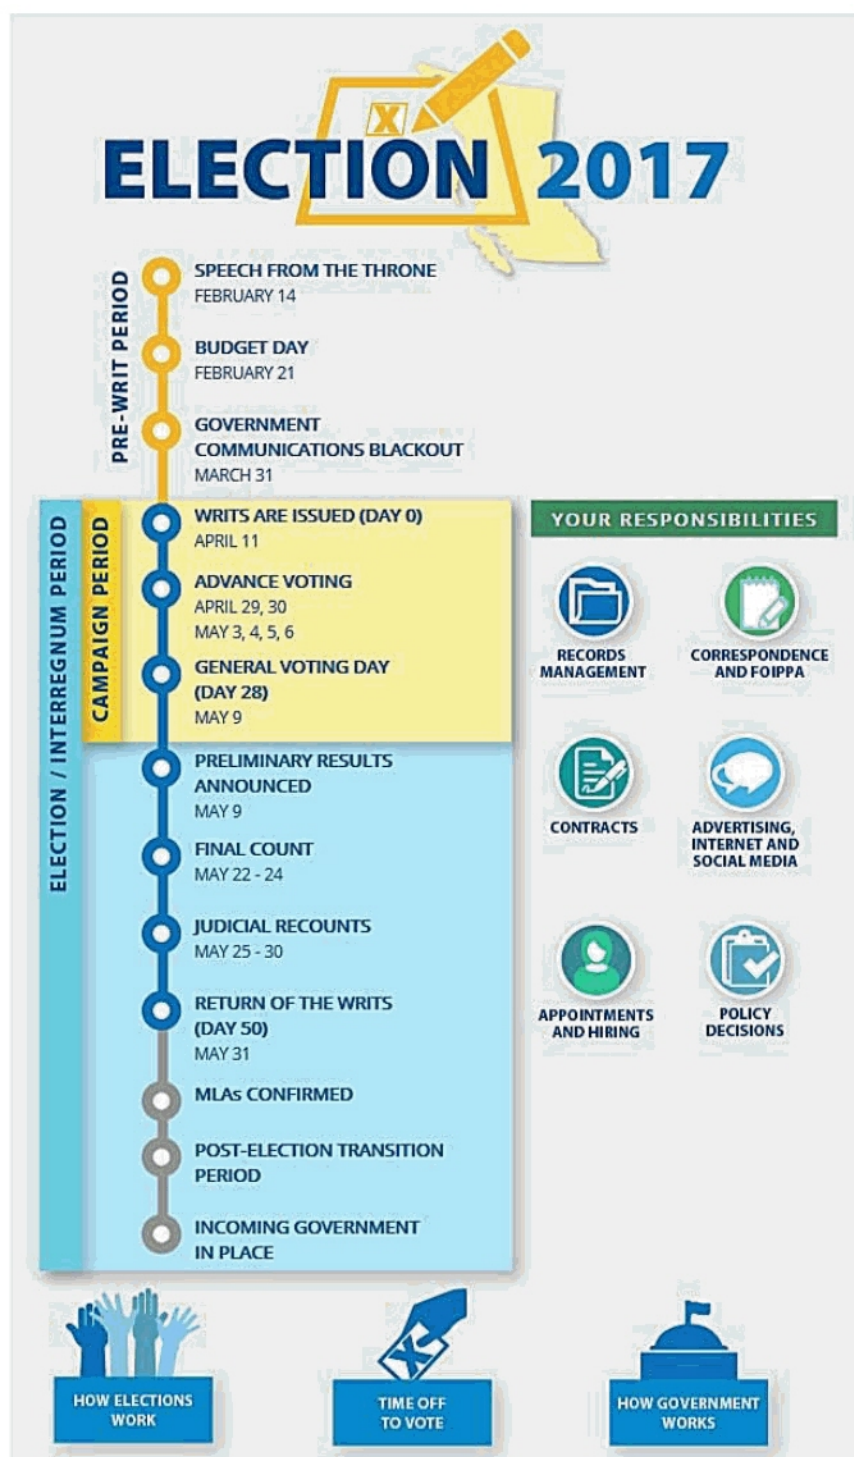 ELECTION 2017
PRE-WRIT PERIOD
SPEECH FROM THE THRONE
FEBRUARY 14
BUDGET DAY
FEBRUARY 21
GOVERNMENT
COMMUNICATIONS BLACKOUT
MARCH 31
ELECTION / INTERREGNUM PERIOD
CAMPAIGN PERIOD
WRITS ARE ISSUED (DAY 0)
APRIL 11
ADVANCE VOTING
APRIL 29, 30
MAY 3, 4, 5, 6
GENERAL VOTING DAY
(DAY 28)
MAY 9
PRELIMINARY RESULTS
ANNOUNCED
MAY 9
FINAL COUNT
MAY 22 - 24
JUDICIAL RECOUNTS
MAY 25 - 30
RETURN OF THE WRITS
(DAY 50)
MAY 31
MLAs CONFIRMED
POST-ELECTION TRANSITION
PERIOD
INCOMING GOVERNMENT
IN PLACE
YOUR RESPONSIBILITIES
RECORDS
MANAGEMENT
CORRESPONDENCE
AND FOIPPA
CONTRACTS
ADVERTISING,
INTERNET AND
SOCIAL MEDIA
APPOINTMENTS
AND HIRING
POLICY
DECISIONS
HOW ELECTIONS
WORK
TIME OFF
TO VOTE
HOW GOVERNMENT
WORKS